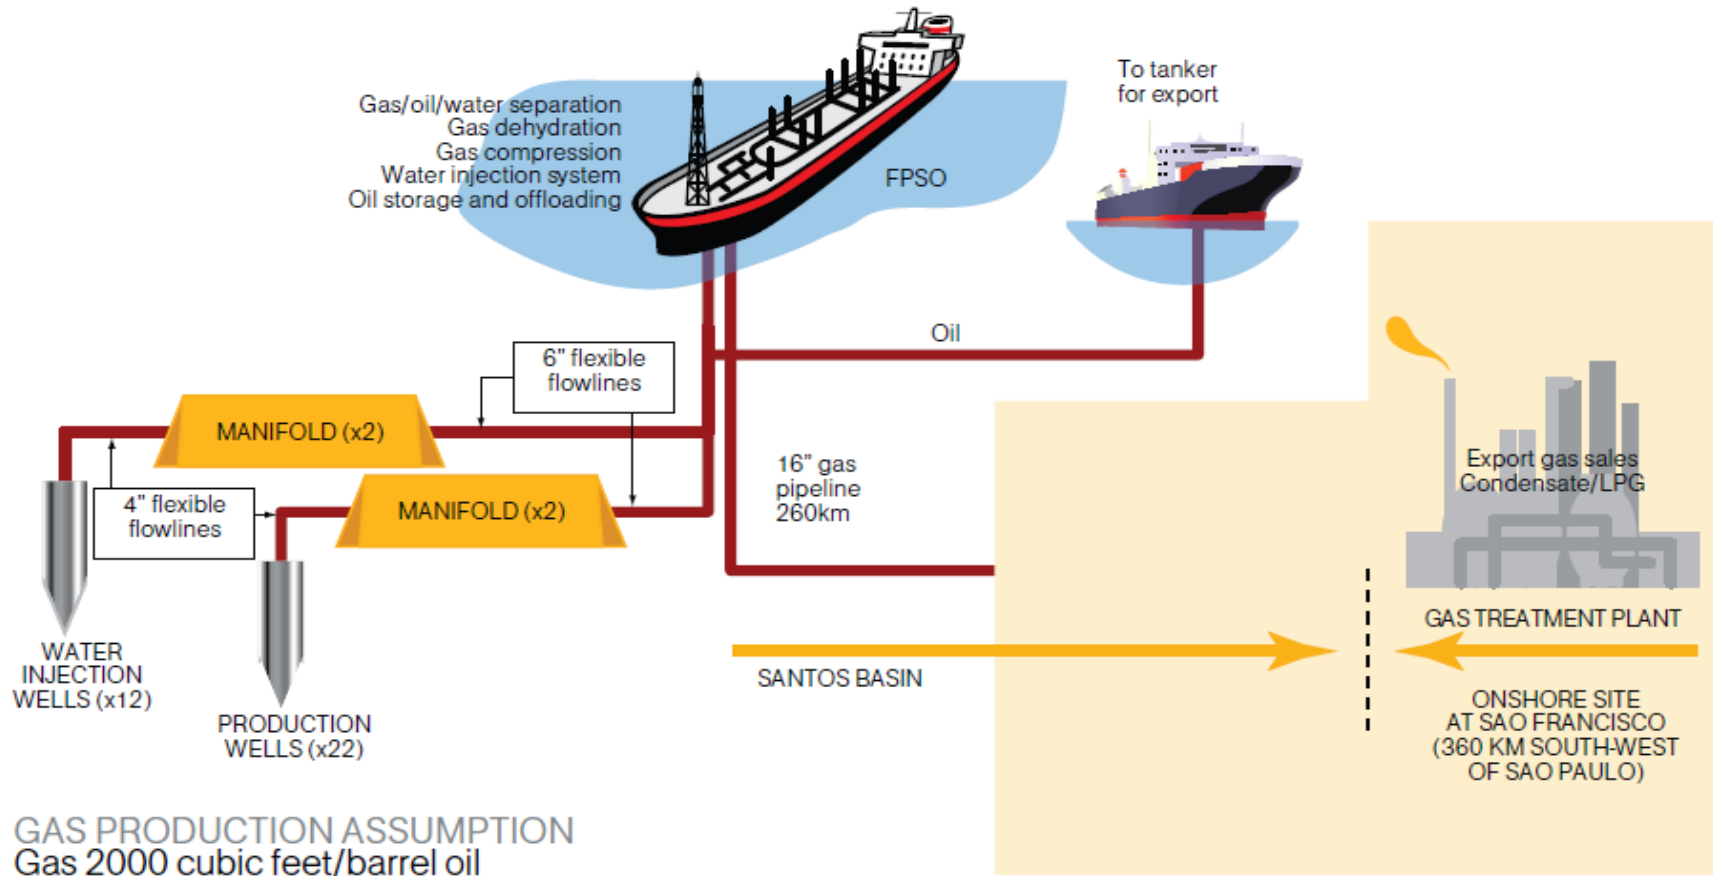 Gas/oil/water separation
Gas dehydration
Gas compression
Water injection system
Oil storage and offloading
FPSO
To tanker
for export
Oil
6" flexible
flowlines
MANIFOLD (x2)
4" flexible
flowlines
MANIFOLD (x2)
16" gas
pipeline
260km
Export gas sales
Condensate/LPG
GAS TREATMENT PLANT
WATER
INJECTION
WELLS (x12)
PRODUCTION
WELLS (x22)
SANTOS BASIN
ONSHORE SITE
AT SAO FRANCISCO
(360 KM SOUTH-WEST
OF SAO PAULO)
GAS PRODUCTION ASSUMPTION
Gas 2000 cubic feet/barrel oil